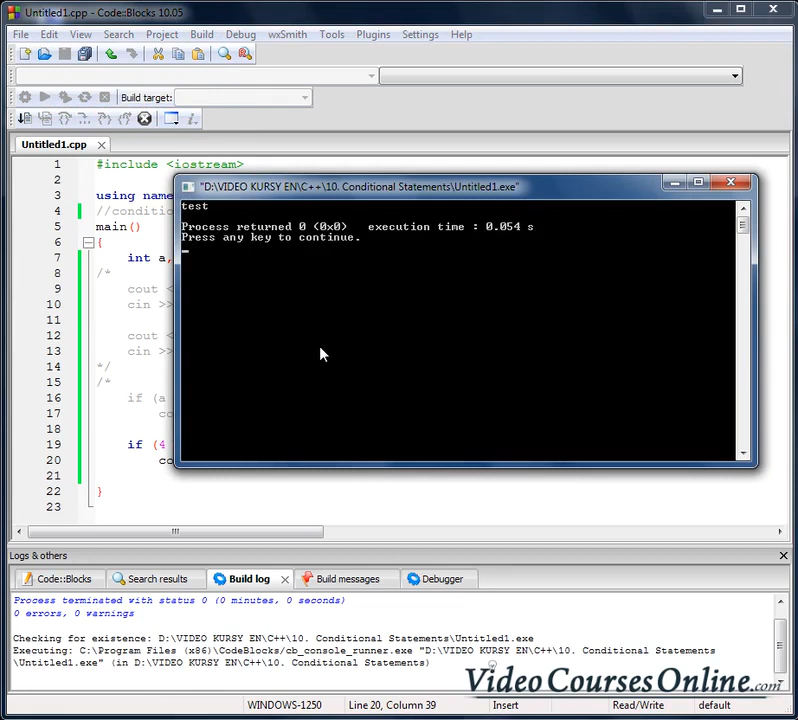 Untitled1.cpp - Code::Blocks 10.05
File Edit View Search Project Build Debug wxSmith Tools Plugins Settings Help
Build target:
Untitled1.cpp
1 #include <iostream>
2
3 using name
4 //conditio
5 main()
6 {
7 int a,
8 /*
9 cout <
10 cin >>
11
12 cout <
13 cin >>
14 */
15 /*
16 if (a
17 co
18
19 if (4
20 co
21
22 }
23
"D:\VIDEO KURSY EN\C++\10. Conditional Statements\Untitled1.exe"
test
Process returned 0 (0x0) execution time : 0.054 s
Press any key to continue.
Logs & others
Code::Blocks Search results Build log Build messages Debugger
Process terminated with status 0 (0 minutes, 0 seconds)
0 errors, 0 warnings
Checking for existence: D:\VIDEO KURSY EN\C++\10. Conditional Statements\Untitled1.exe
Executing: C:\Program Files (x86)\CodeBlocks/cb_console_runner.exe "D:\VIDEO KURSY EN\C++\10. Conditional Statements
\Untitled1.exe" (in D:\VIDEO KURSY EN\C++\10. Conditional Statements)
VideoCoursesOnline.com
WINDOWS-1250 Line 20, Column 39 Insert Read/Write default